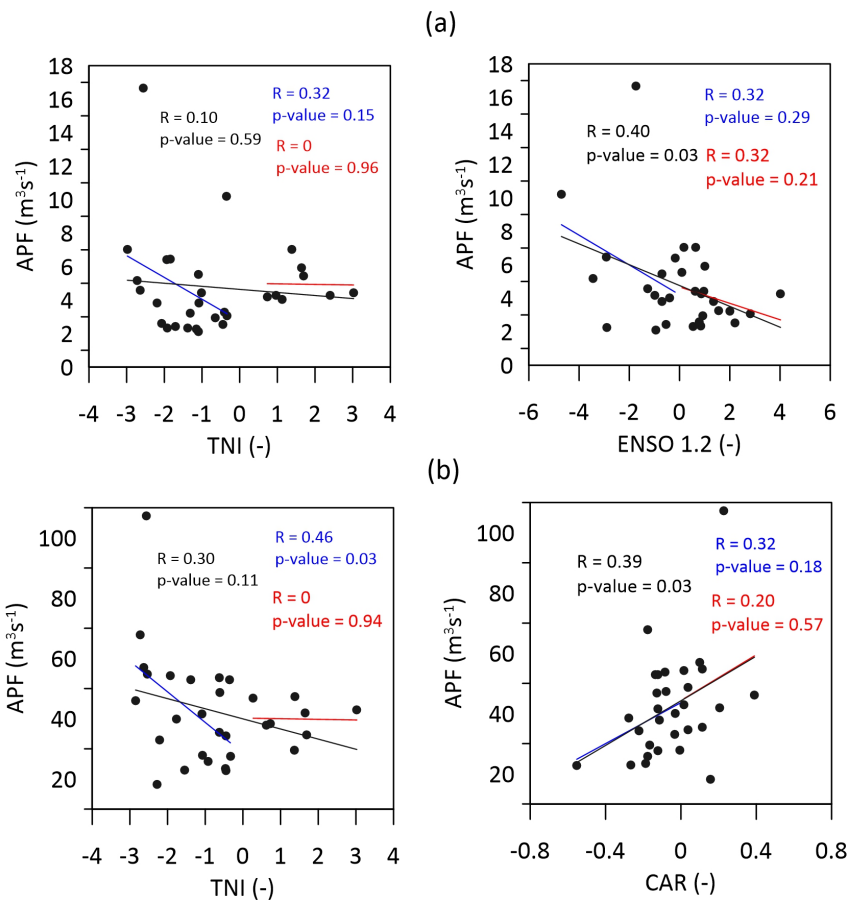 (a)
18
16
14
12
10
8
6
4
2
0
APF (m³s⁻¹)
R = 0.10
p-value = 0.59
R = 0.32
p-value = 0.15
R = 0
p-value = 0.96
-4 -3 -2 -1 0 1 2 3 4
TNI (-)
18
16
14
12
10
8
6
4
2
0
APF (m³s⁻¹)
R = 0.40
p-value = 0.03
R = 0.32
p-value = 0.29
R = 0.32
p-value = 0.21
-6 -4 -2 0 2 4 6
ENSO 1.2 (-)
(b)
100
80
60
40
20
APF (m³s⁻¹)
R = 0.30
p-value = 0.11
R = 0.46
p-value = 0.03
R = 0
p-value = 0.94
-4 -3 -2 -1 0 1 2 3 4
TNI (-)
100
80
60
40
20
APF (m³s⁻¹)
R = 0.39
p-value = 0.03
R = 0.32
p-value = 0.18
R = 0.20
p-value = 0.57
-0.8 -0.4 0 0.4 0.8
CAR (-)